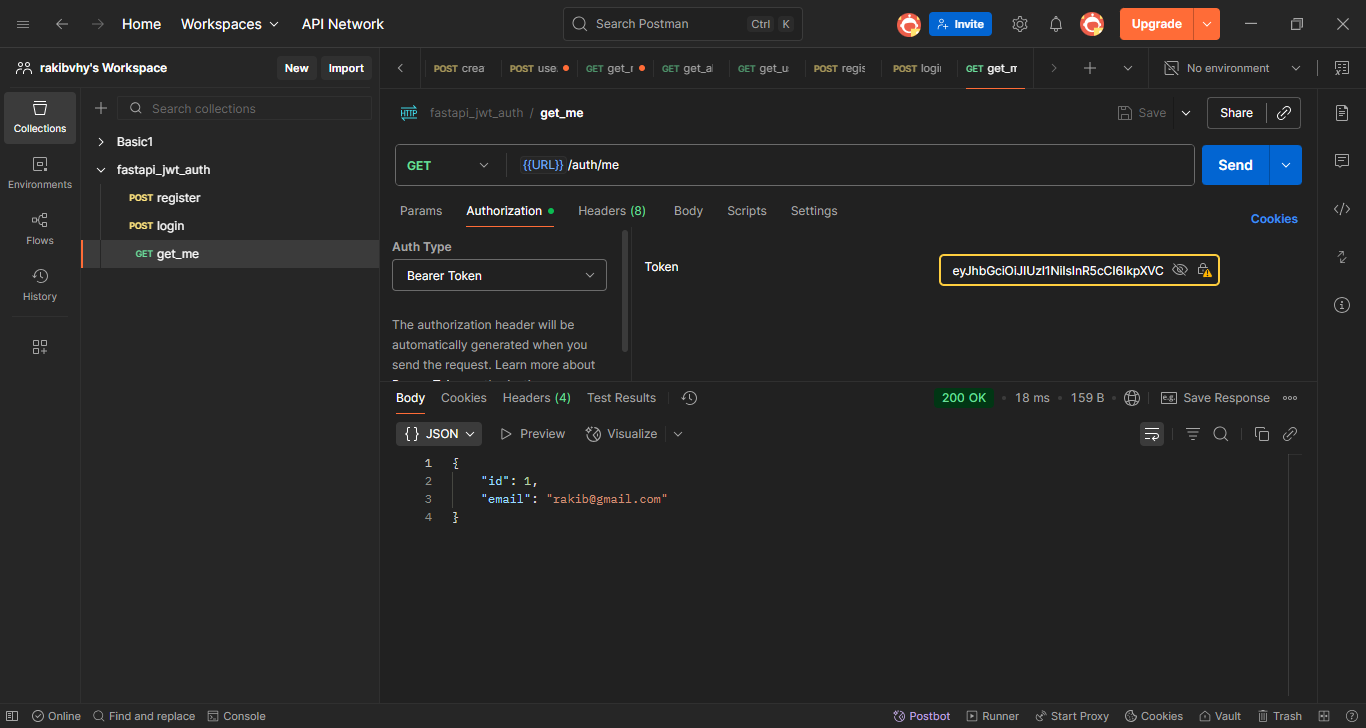 Home Workspaces API Network Search Postman Ctrl K Invite Upgrade
rakibvhy's Workspace New Import POST crea POST use. GET get_r GET get_al GET get_u POST regis POST logi GET get_m No environment
Collections
Environments
Flows
History
Search collections
Basic1
fastapi_jwt_auth
POST register
POST login
GET get_me
HTTP fastapi_jwt_auth / get_me Save Share
GET {{URL}} /auth/me Send
Params Authorization Headers (8) Body Scripts Settings Cookies
Auth Type
Bearer Token
The authorization header will be
automatically generated when you
send the request. Learn more about
Token eyJhbGciOiJIUzI1NiIsInR5cCI6IkpXVC
Body Cookies Headers (4) Test Results 200 OK • 18 ms • 159 B • e.g. Save Response
{} JSON Preview Visualize
1 {
2 "id": 1,
3 "email": "rakib@gmail.com"
4 }
Online Find and replace Console Postbot Runner Start Proxy Cookies Vault Trash